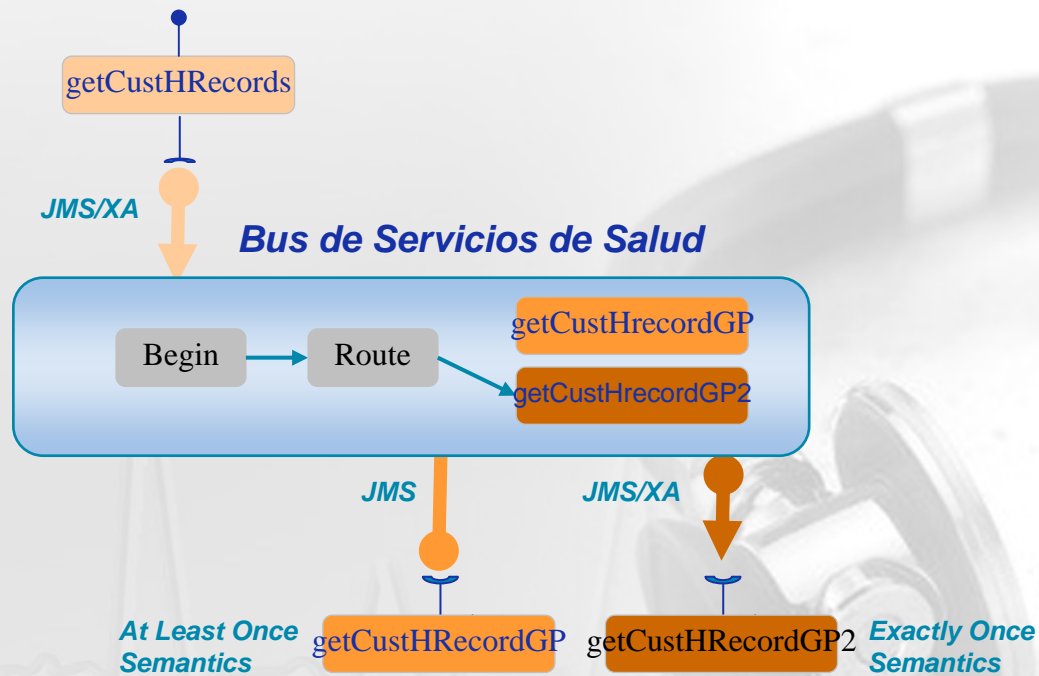 getCustHRecords
JMS/XA
Bus de Servicios de Salud
getCustHrecordGP
Begin
Route
getCustHrecordGP2
JMS
JMS/XA
At Least Once
Semantics
getCustHRecordGP
getCustHRecordGP2
Exactly Once
Semantics